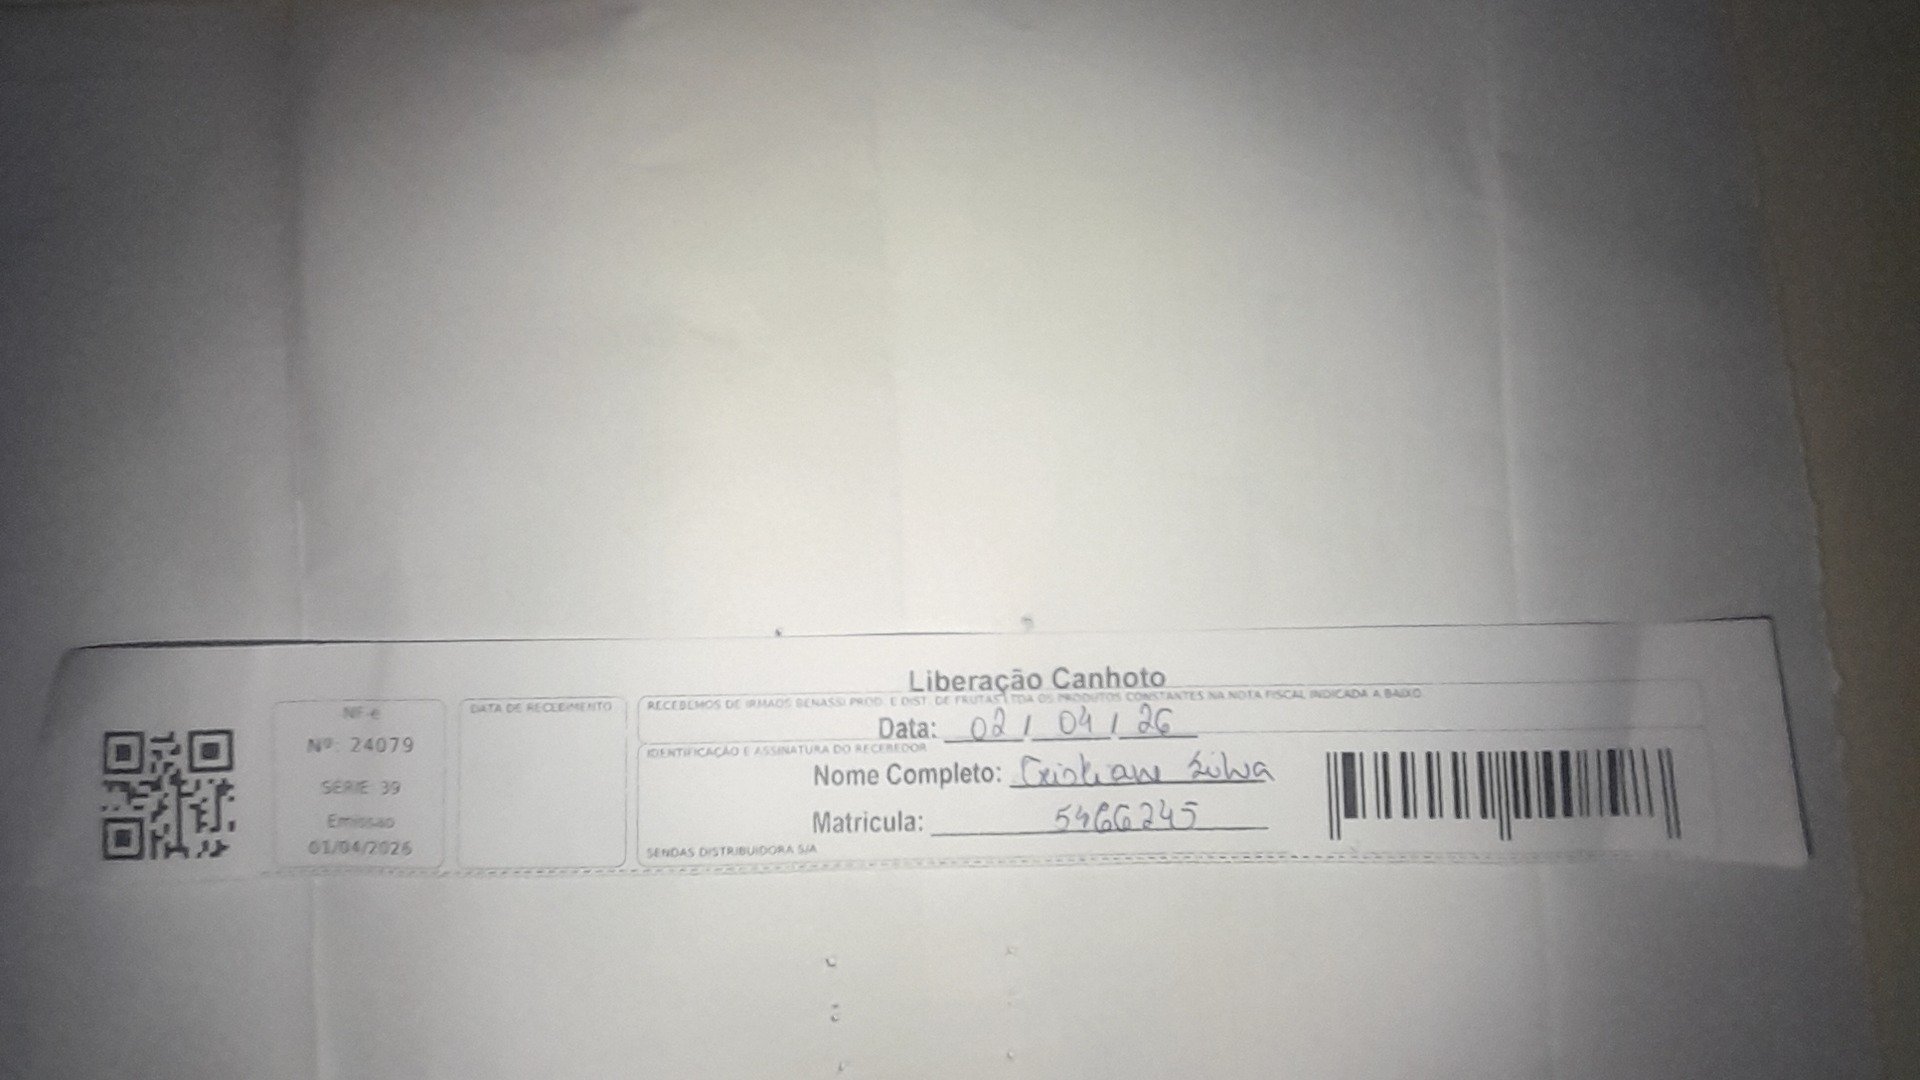 Liberação Canhoto
NF-e
Nº: 24079
SÉRIE: 39
Emissão
01/04/2026
DATA DE RECEBIMENTO
RECEBEMOS DE IRMAOS BENASSI PROD. E DIST. DE FRUTAS LTDA OS PRODUTOS CONSTANTES NA NOTA FISCAL INDICADA A BAIXO
Data: 02 / 04 / 26
IDENTIFICAÇÃO E ASSINATURA DO RECEBEDOR
Nome Completo: Cristiane Silva
Matricula: 5466245
SENDAS DISTRIBUIDORA S/A